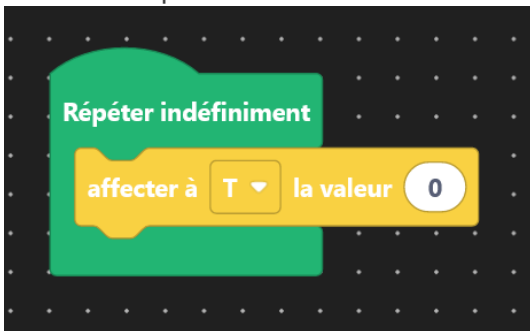 Répéter indéfiniment
affecter à T la valeur 0